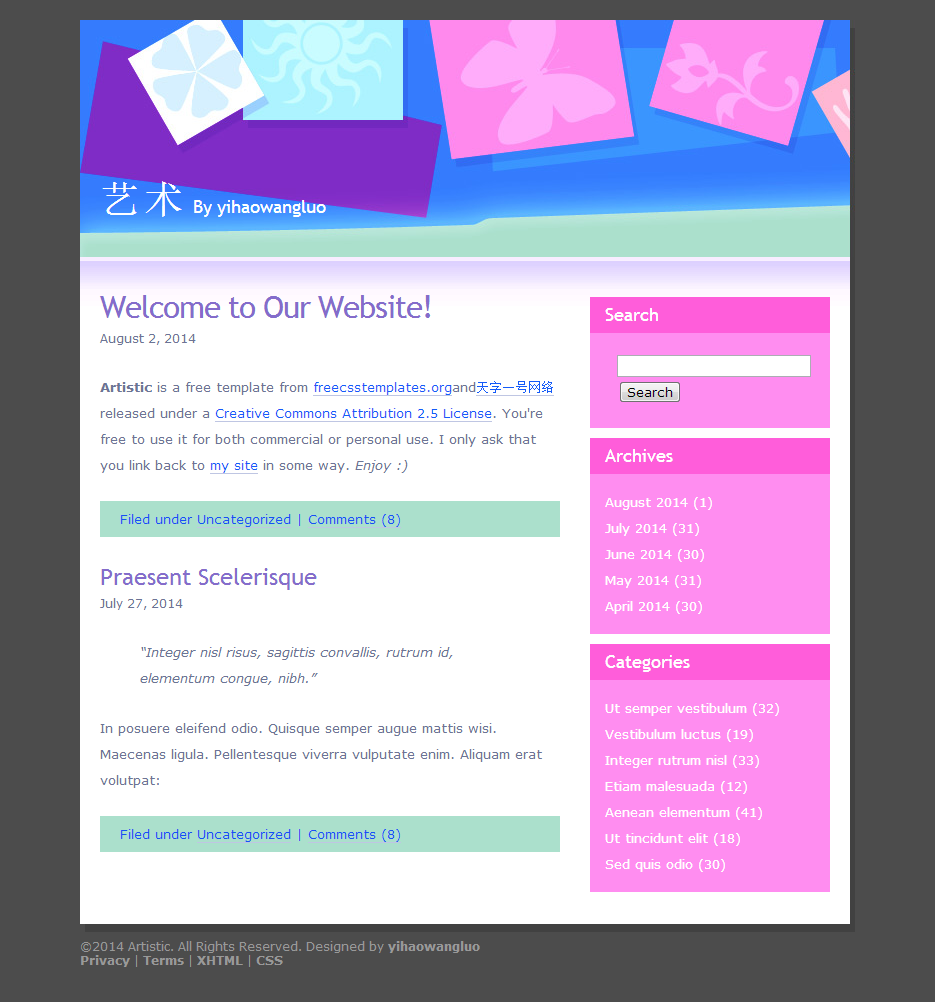 艺术 By yihaowangluo
Welcome to Our Website!
August 2, 2014
Artistic is a free template from freecsstemplates.organd天字一号网络
released under a Creative Commons Attribution 2.5 License. You're
free to use it for both commercial or personal use. I only ask that
you link back to my site in some way. Enjoy :)
Filed under Uncategorized | Comments (8)
Praesent Scelerisque
July 27, 2014
“Integer nisl risus, sagittis convallis, rutrum id,
elementum congue, nibh.”
In posuere eleifend odio. Quisque semper augue mattis wisi.
Maecenas ligula. Pellentesque viverra vulputate enim. Aliquam erat
volutpat:
Filed under Uncategorized | Comments (8)
Search
Search
Archives
August 2014 (1)
July 2014 (31)
June 2014 (30)
May 2014 (31)
April 2014 (30)
Categories
Ut semper vestibulum (32)
Vestibulum luctus (19)
Integer rutrum nisl (33)
Etiam malesuada (12)
Aenean elementum (41)
Ut tincidunt elit (18)
Sed quis odio (30)
©2014 Artistic. All Rights Reserved. Designed by yihaowangluo
Privacy | Terms | XHTML | CSS